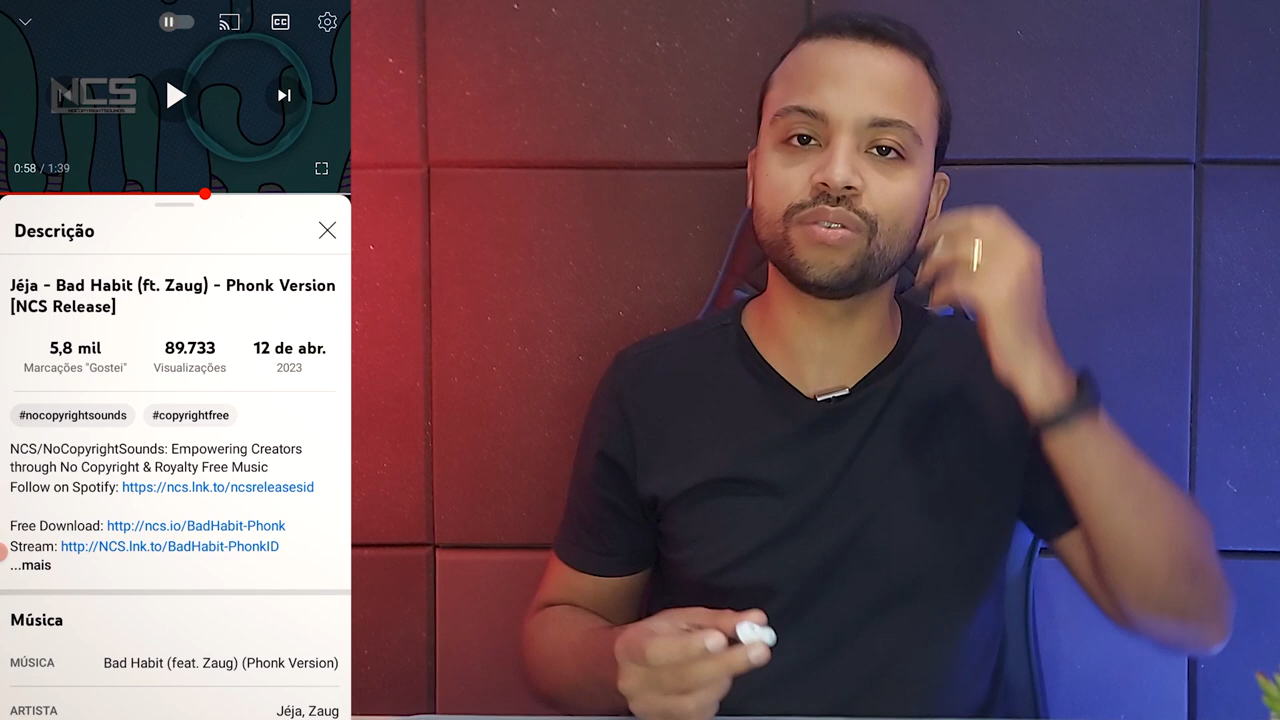 NCS
NOCOPYRIGHTSOUNDS
CC
0:58 / 1:39
Descrição
Jéja - Bad Habit (ft. Zaug) - Phonk Version
[NCS Release]
5,8 mil
Marcações "Gostei"
89.733
Visualizações
12 de abr.
2023
#nocopyrightsounds
#copyrightfree
NCS/NoCopyrightSounds: Empowering Creators
through No Copyright & Royalty Free Music
Follow on Spotify: https://ncs.lnk.to/ncsreleasesid
Free Download: http://ncs.io/BadHabit-Phonk
Stream: http://NCS.lnk.to/BadHabit-PhonkID
...mais
Música
MÚSICA Bad Habit (feat. Zaug) (Phonk Version)
ARTISTA Jéja, Zaug